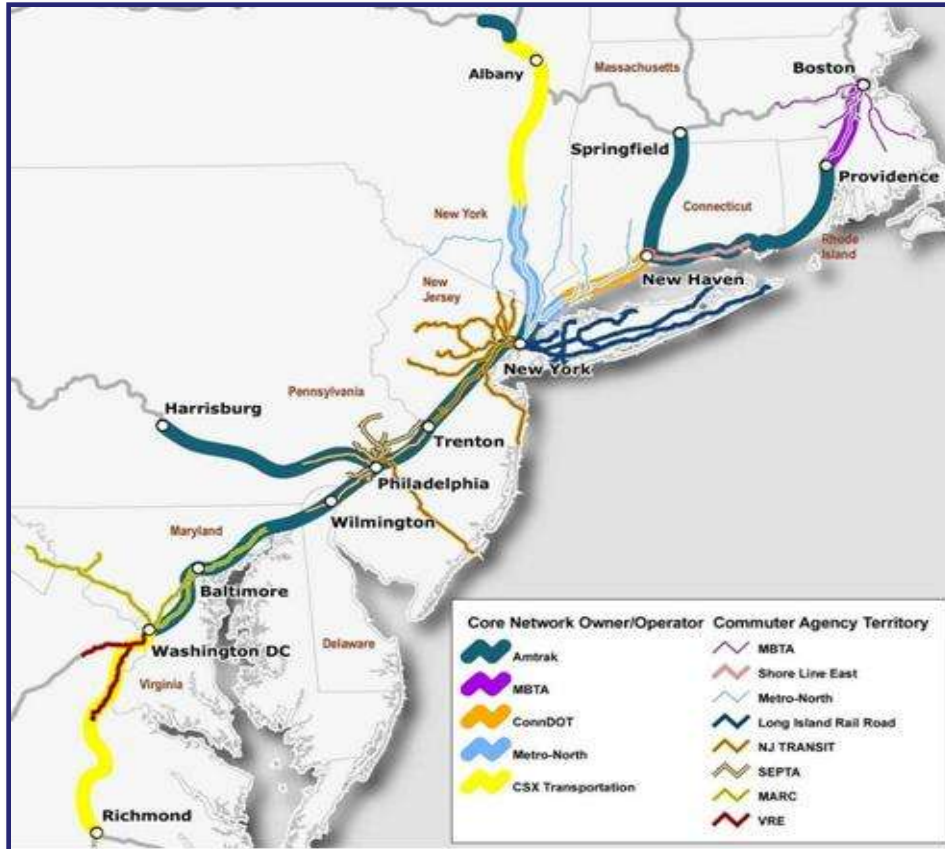 Albany
Massachusetts
Boston
Springfield
Providence
New York
Connecticut
Rhode
Island
New Haven
New
Jersey
New York
Pennsylvania
Harrisburg
Trenton
Philadelphia
Wilmington
Maryland
Baltimore
Washington DC
Delaware
Virginia
Richmond
Core Network Owner/Operator
Amtrak
MBTA
ConnDOT
Metro-North
CSX Transportation
Commuter Agency Territory
MBTA
Shore Line East
Metro-North
Long Island Rail Road
NJ TRANSIT
SEPTA
MARC
VRE